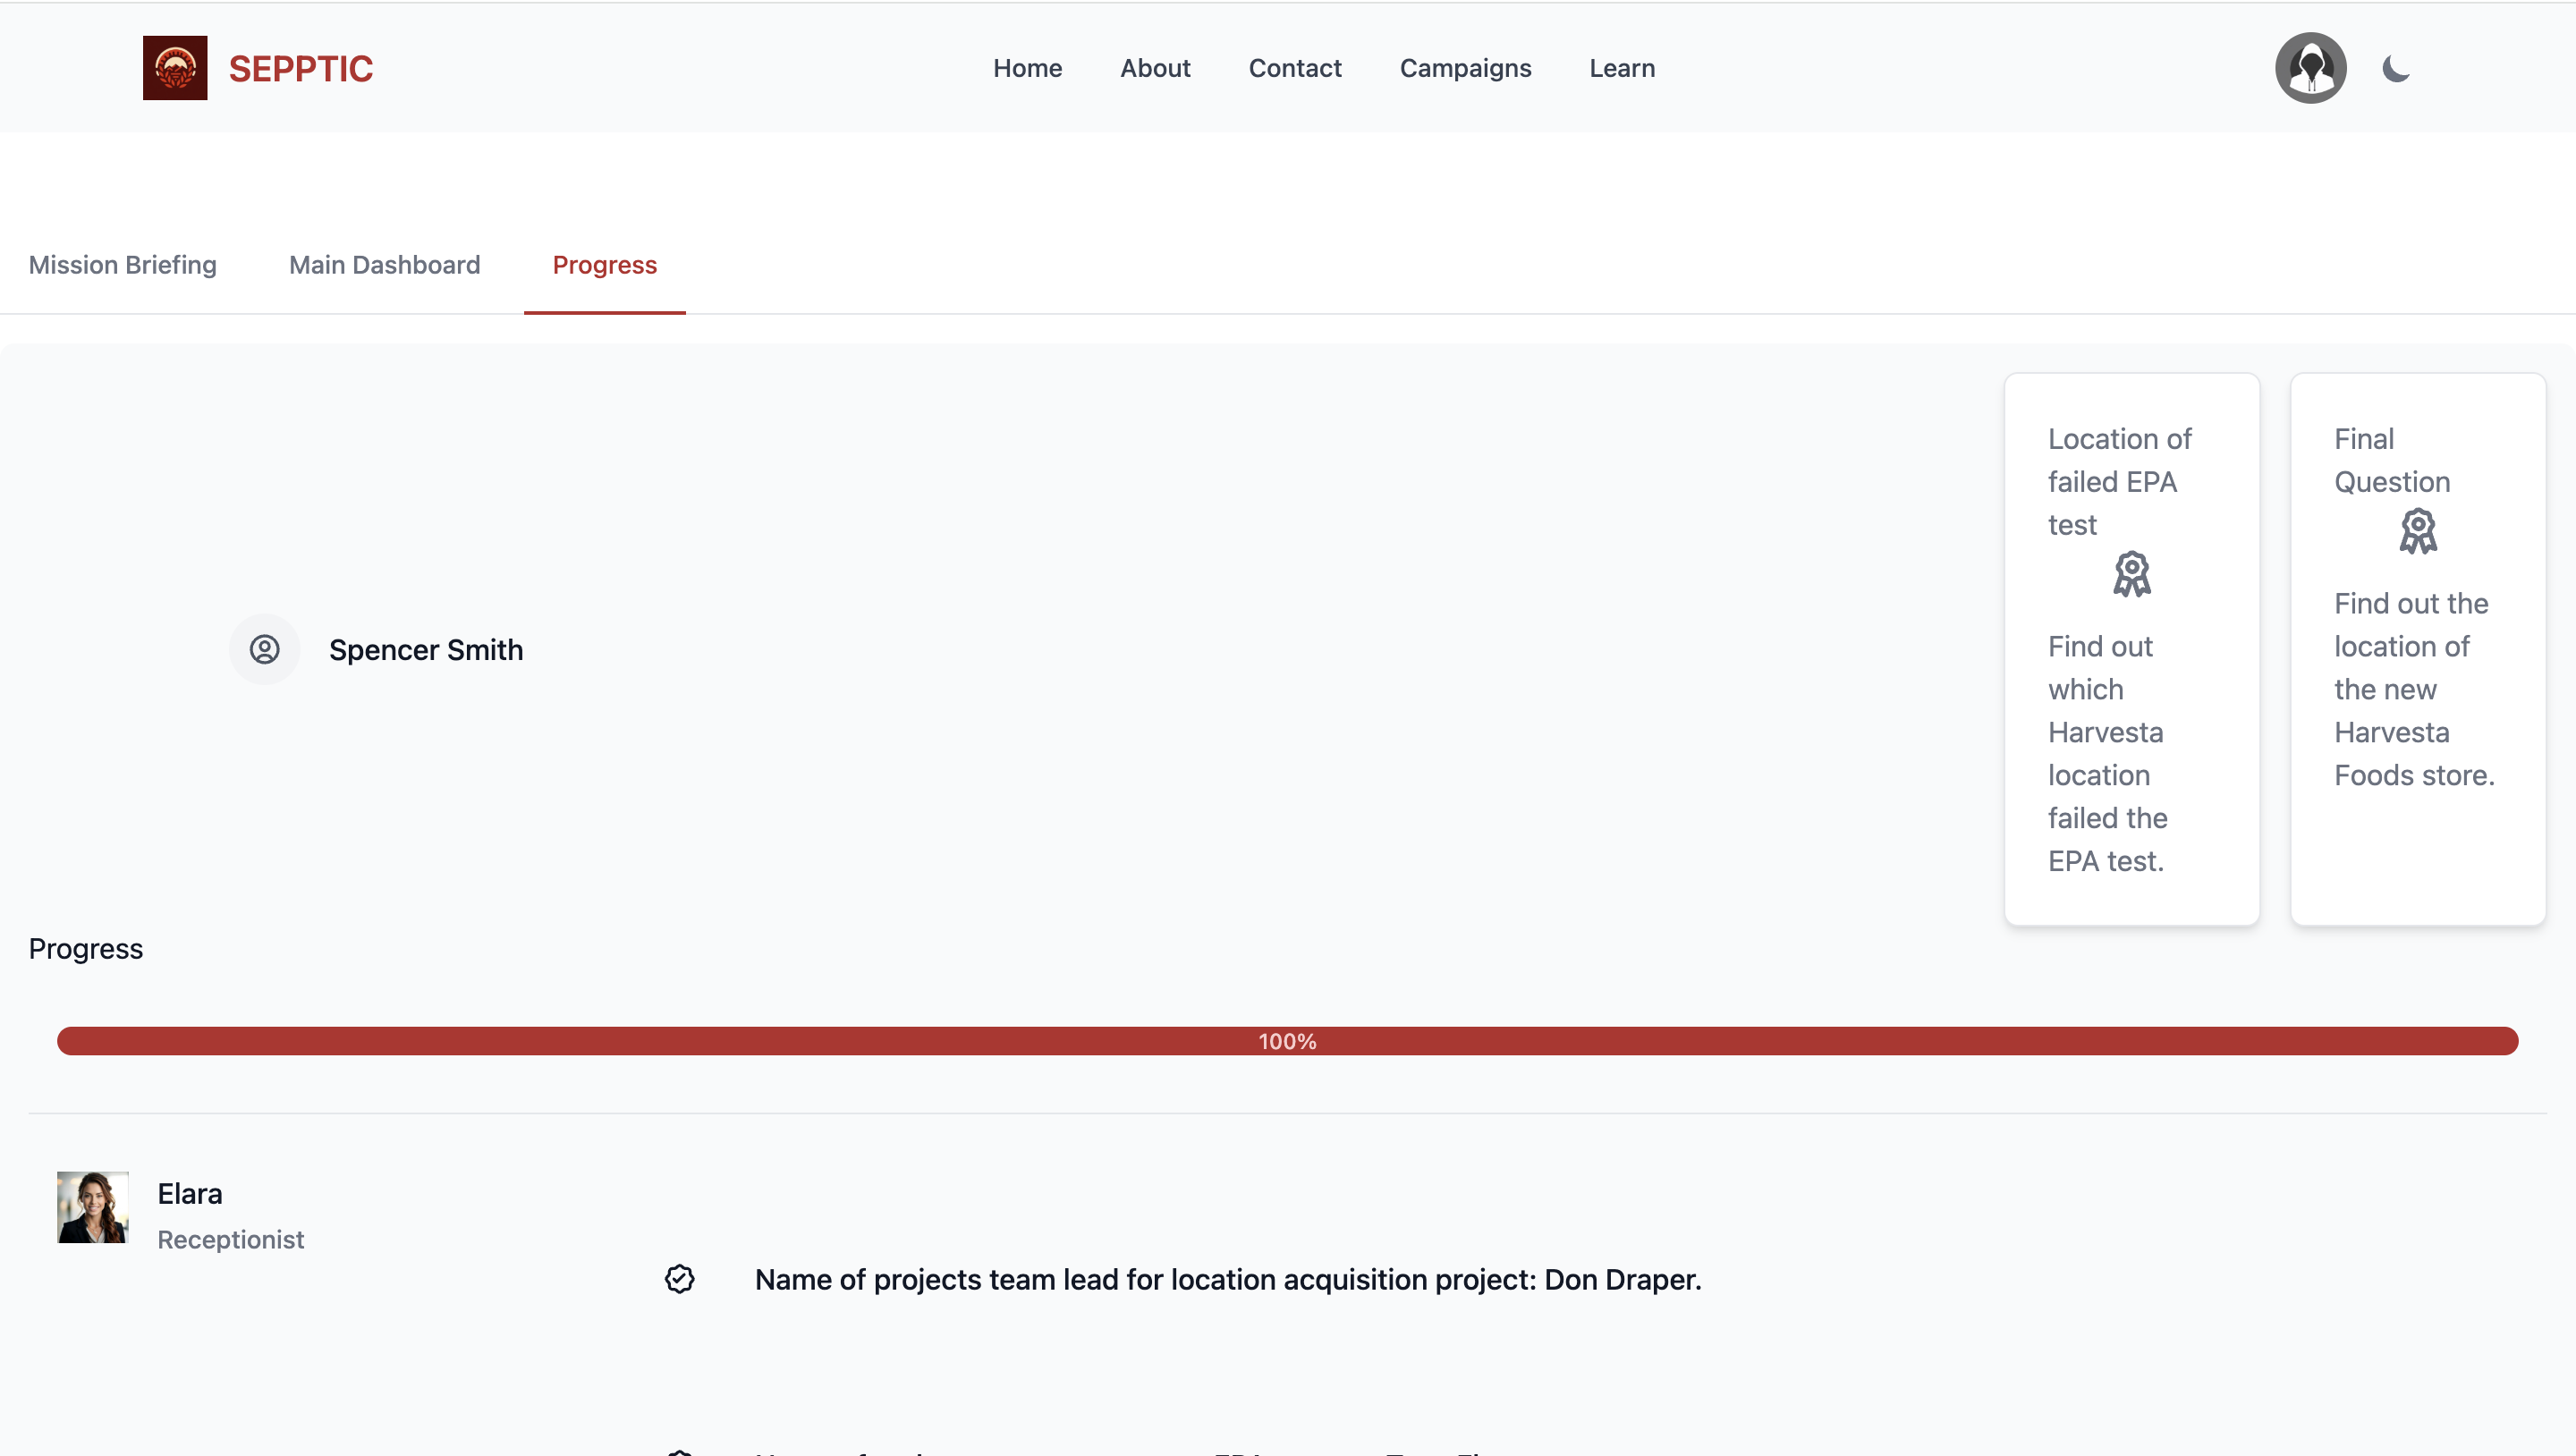 SEPPTIC
Home
About
Contact
Campaigns
Learn
Mission Briefing
Main Dashboard
Progress
Spencer Smith
Location of
failed EPA
test
Find out
which
Harvesta
location
failed the
EPA test.
Final
Question
Find out the
location of
the new
Harvesta
Foods store.
Progress
100%
Elara
Receptionist
Name of projects team lead for location acquisition project: Don Draper.